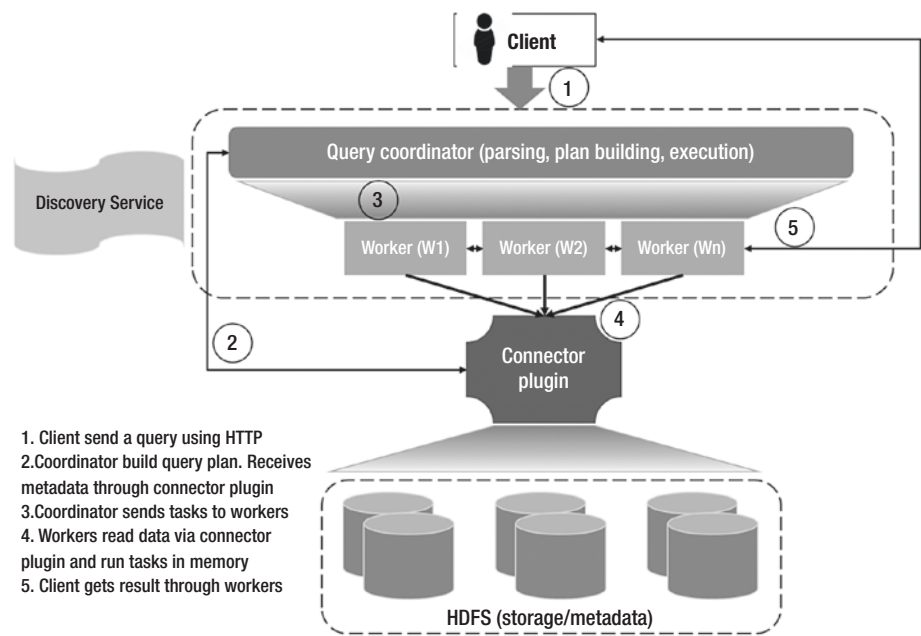 Client
1
Query coordinator (parsing, plan building, execution)
Discovery Service
3
Worker (W1)
Worker (W2)
Worker (Wn)
5
4
2
Connector
plugin
1. Client send a query using HTTP
2.Coordinator build query plan. Receives
metadata through connector plugin
3.Coordinator sends tasks to workers
4. Workers read data via connector
plugin and run tasks in memory
5. Client gets result through workers
HDFS (storage/metadata)